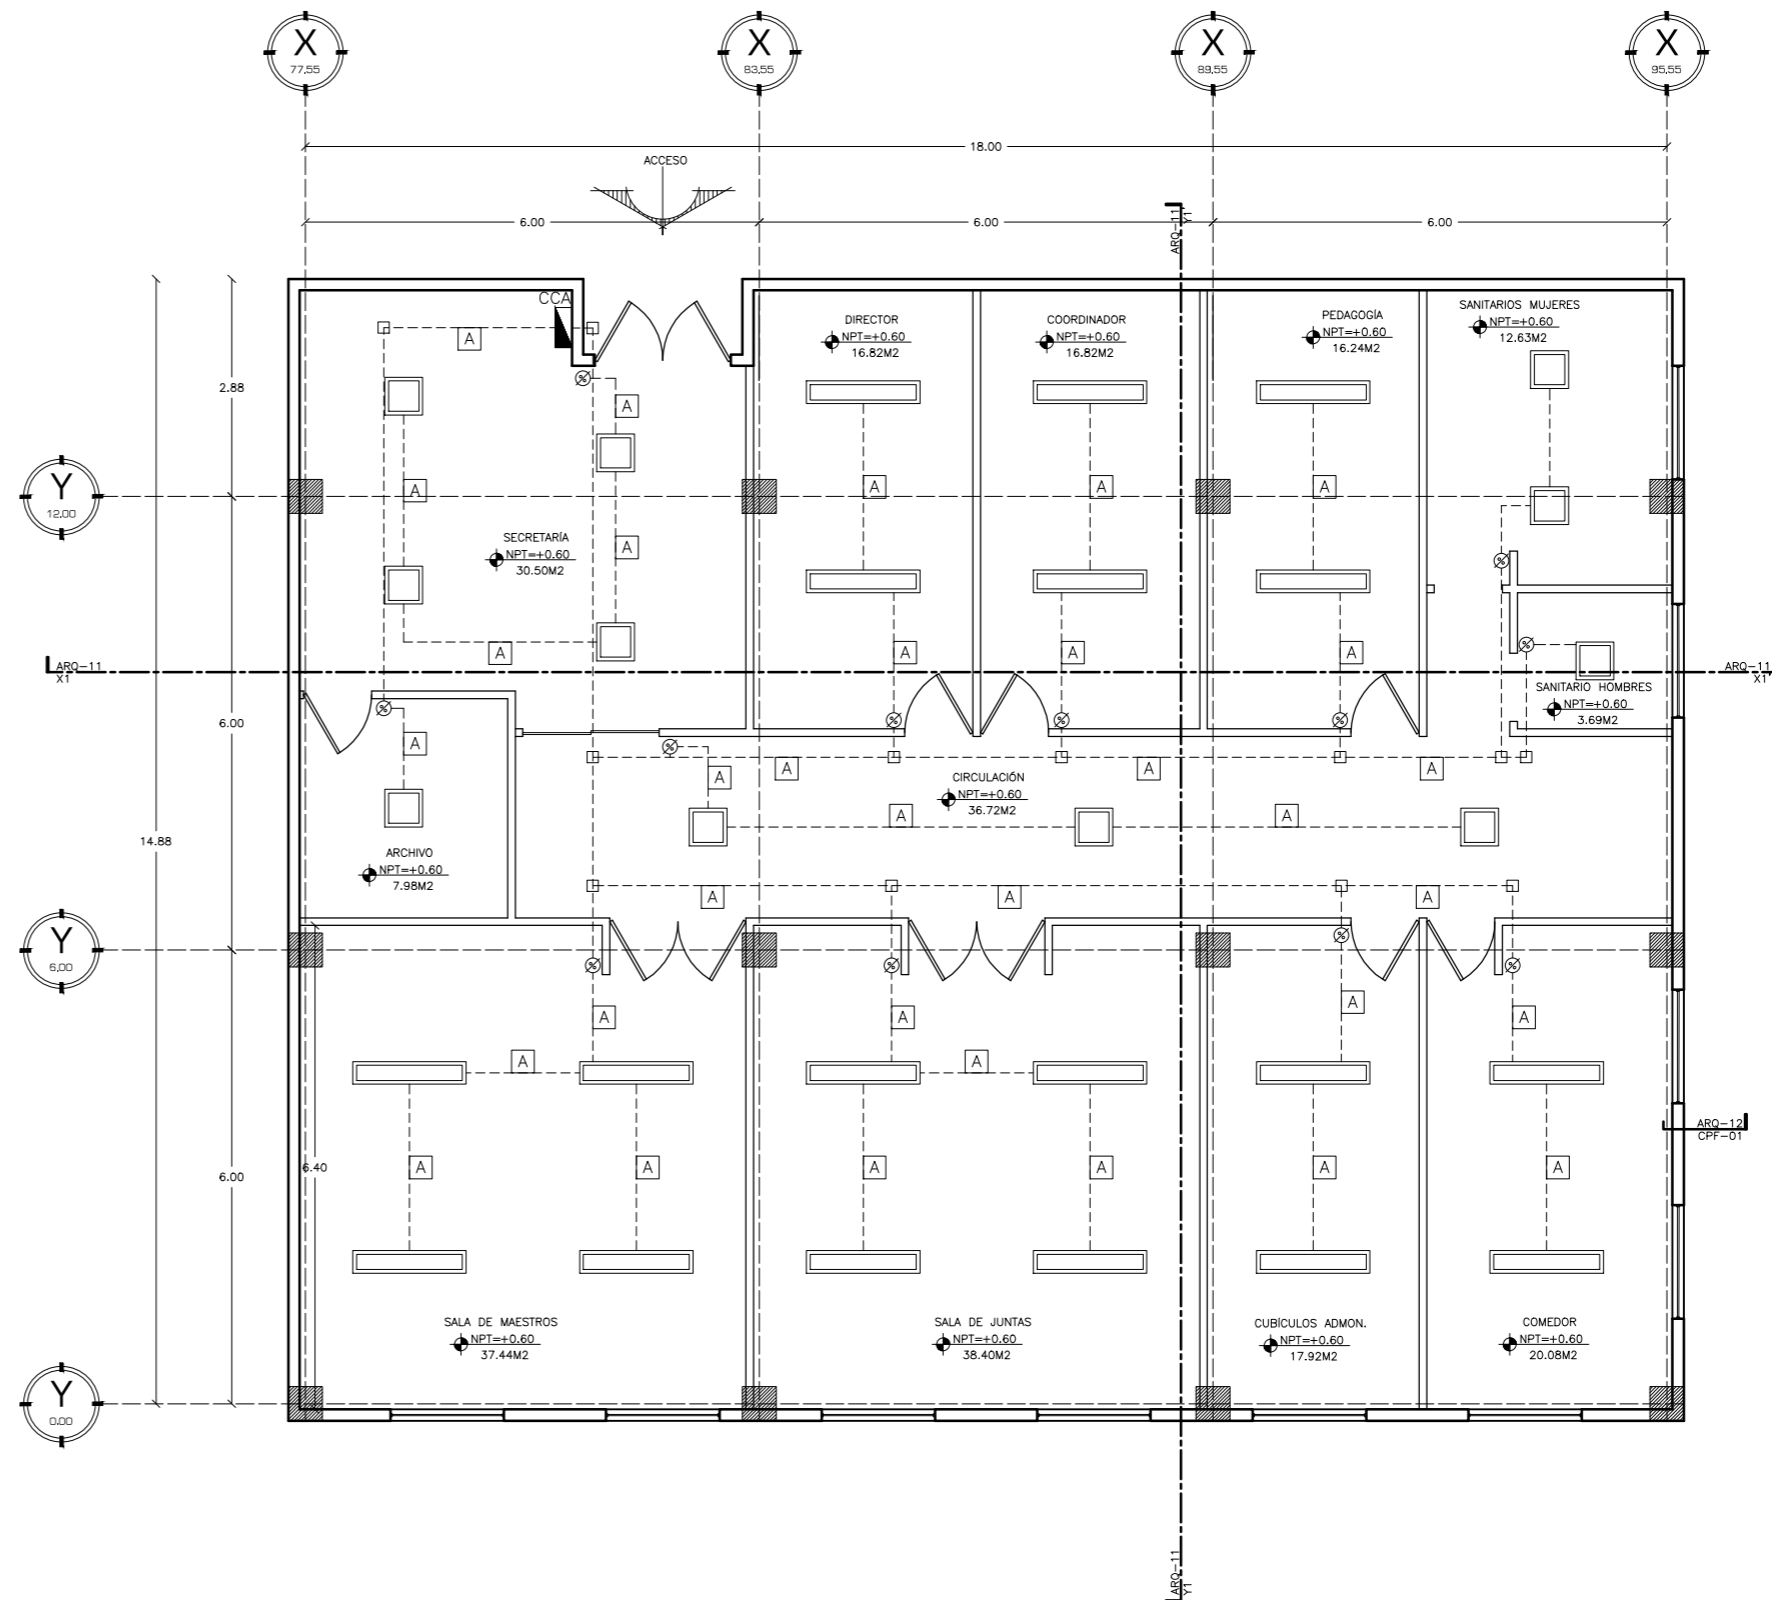 X
77.55
X
83.55
X
89.55
X
95.55
18.00
ACCESO
6.00
6.00
6.00
ARQ-11
Y1
CCA
A
DIRECTOR
NPT=+0.60
16.82M2
COORDINADOR
NPT=+0.60
16.82M2
PEDAGOGÍA
NPT=+0.60
16.24M2
SANITARIOS MUJERES
NPT=+0.60
12.63M2
2.88
A
Y
12.00
A
A
A
A
SECRETARÍA
NPT=+0.60
30.50M2
A
A
A
A
A
ARQ-11
X1
ARQ-11
X1
SANITARIO HOMBRES
NPT=+0.60
3.69M2
6.00
A
A
A
A
A
CIRCULACIÓN
NPT=+0.60
36.72M2
A
A
14.88
ARCHIVO
NPT=+0.60
7.98M2
A
A
A
Y
6.00
A
A
A
A
A
A
ARQ-12
CPF-01
6.00
6.40
A
A
A
A
A
A
SALA DE MAESTROS
NPT=+0.60
37.44M2
SALA DE JUNTAS
NPT=+0.60
38.40M2
CUBÍCULOS ADMON.
NPT=+0.60
17.92M2
COMEDOR
NPT=+0.60
20.08M2
Y
0.00
ARQ-11
Y1